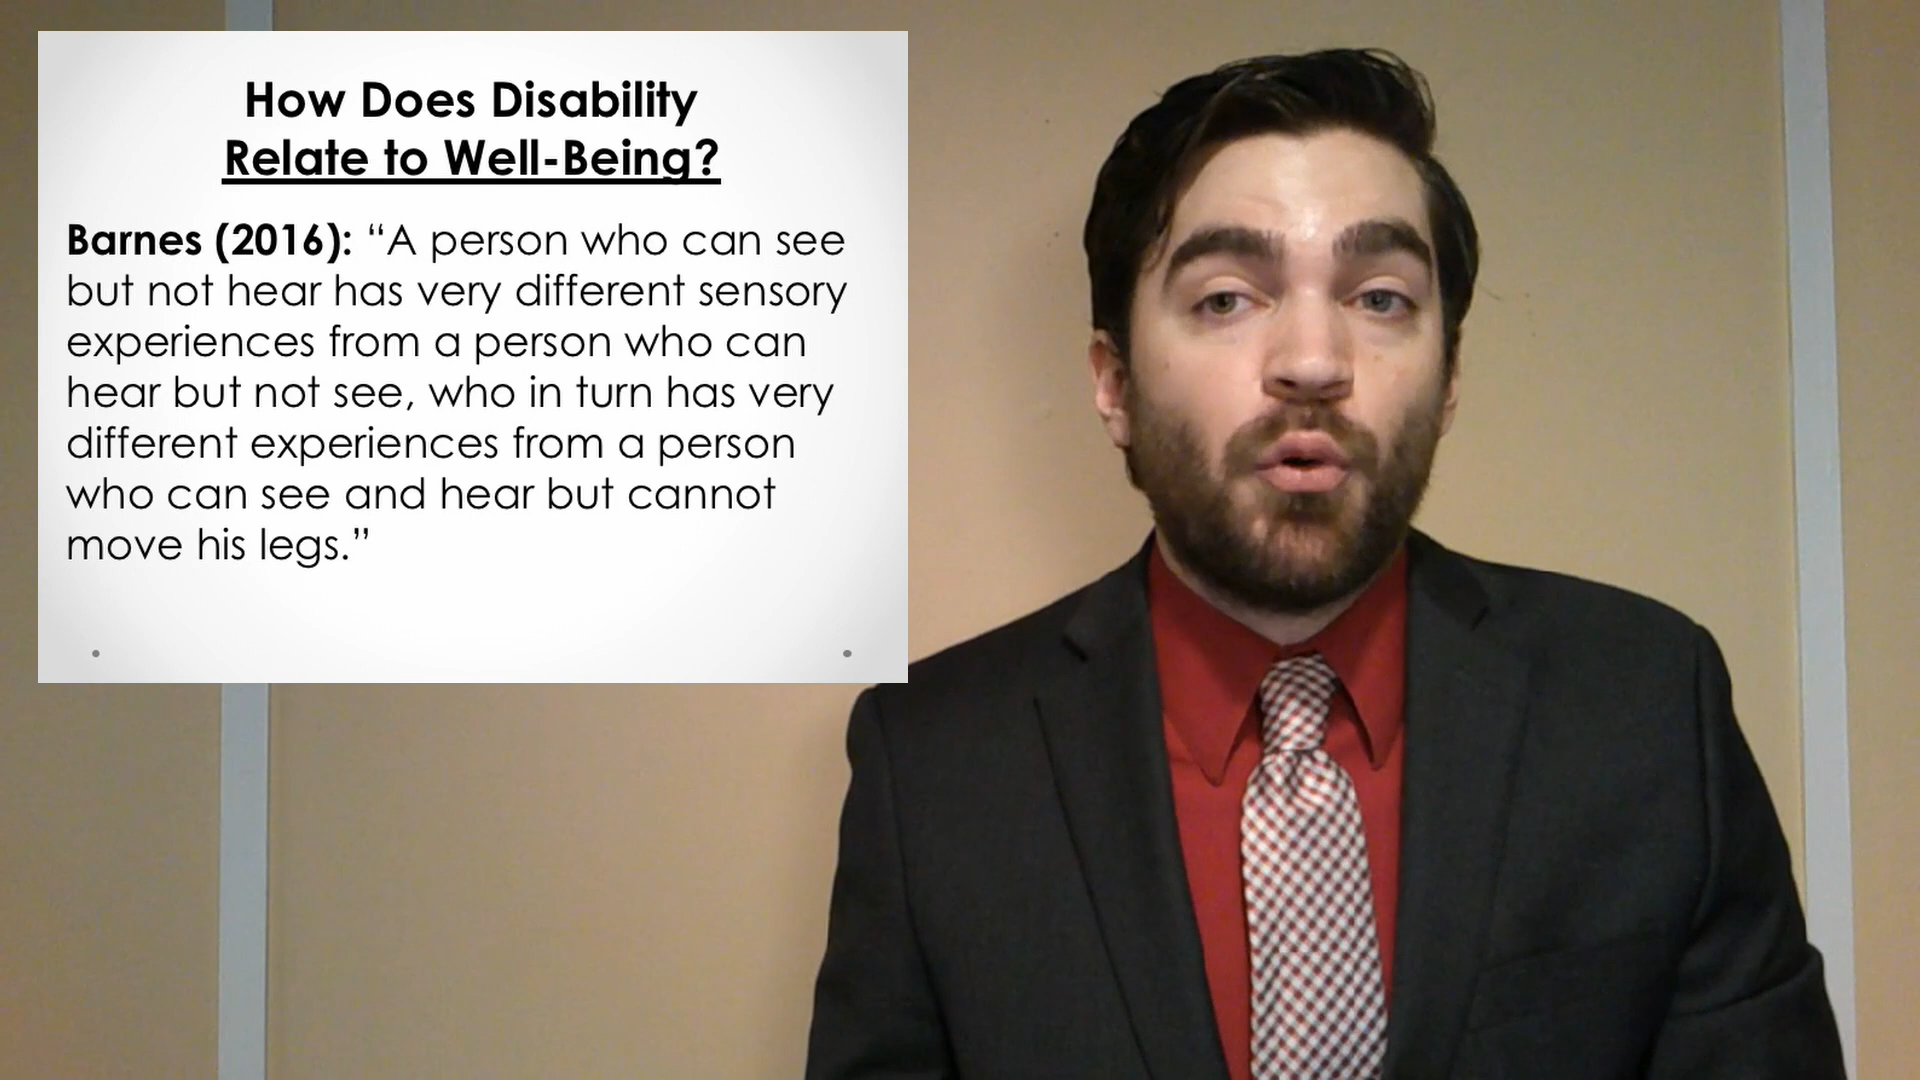 How Does Disability
Relate to Well-Being?
Barnes (2016): “A person who can see
but not hear has very different sensory
experiences from a person who can
hear but not see, who in turn has very
different experiences from a person
who can see and hear but cannot
move his legs.”